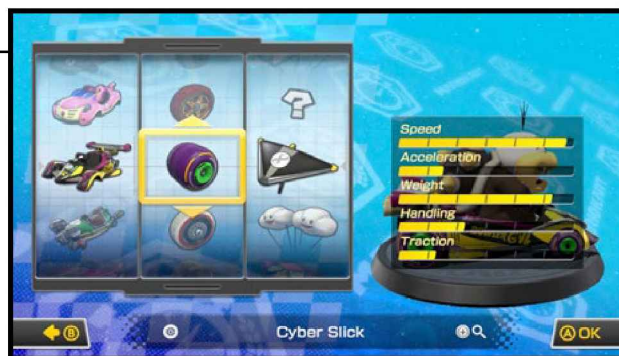 ?
Speed
Acceleration
Weight
Handling
Traction
B
Cyber Slick
A OK